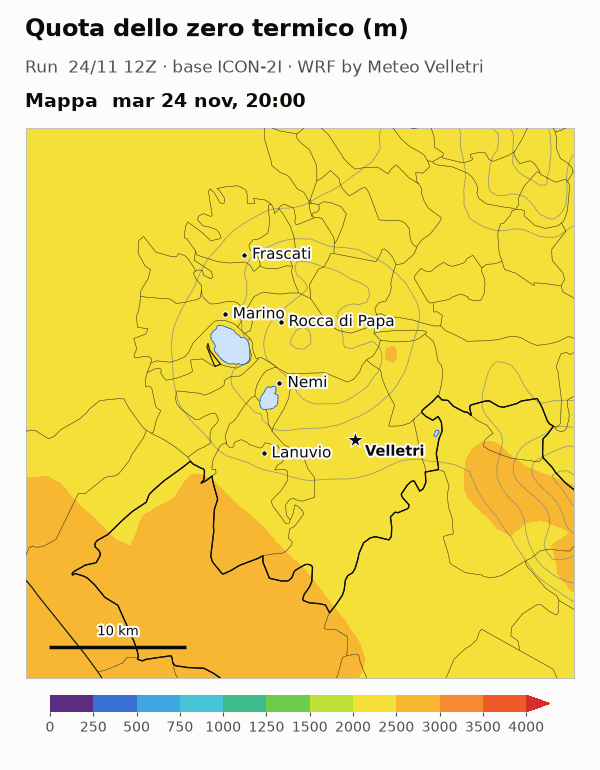 Quota dello zero termico (m)
Run  24/11 12Z · base ICON-2I · WRF by Meteo Velletri
Mappa  mar 24 nov, 20:00
Frascati
Marino
Rocca di Papa
Nemi
Velletri
Lanuvio
10 km
0 250 500 750 1000 1250 1500 2000 2500 3000 3500 4000